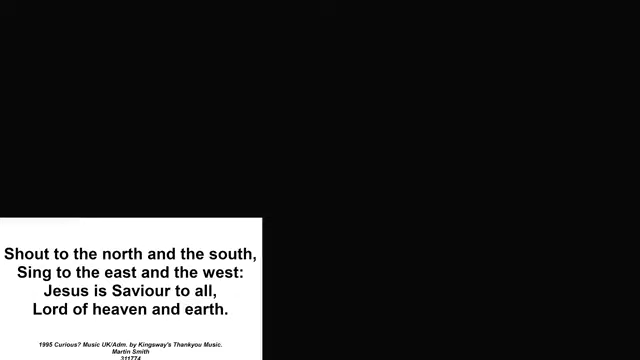 Shout to the north and the south,
Sing to the east and the west:
Jesus is Saviour to all,
Lord of heaven and earth.
1995 Curious? Music UK/Adm. by Kingsway's Thankyou Music.
Martin Smith
311774